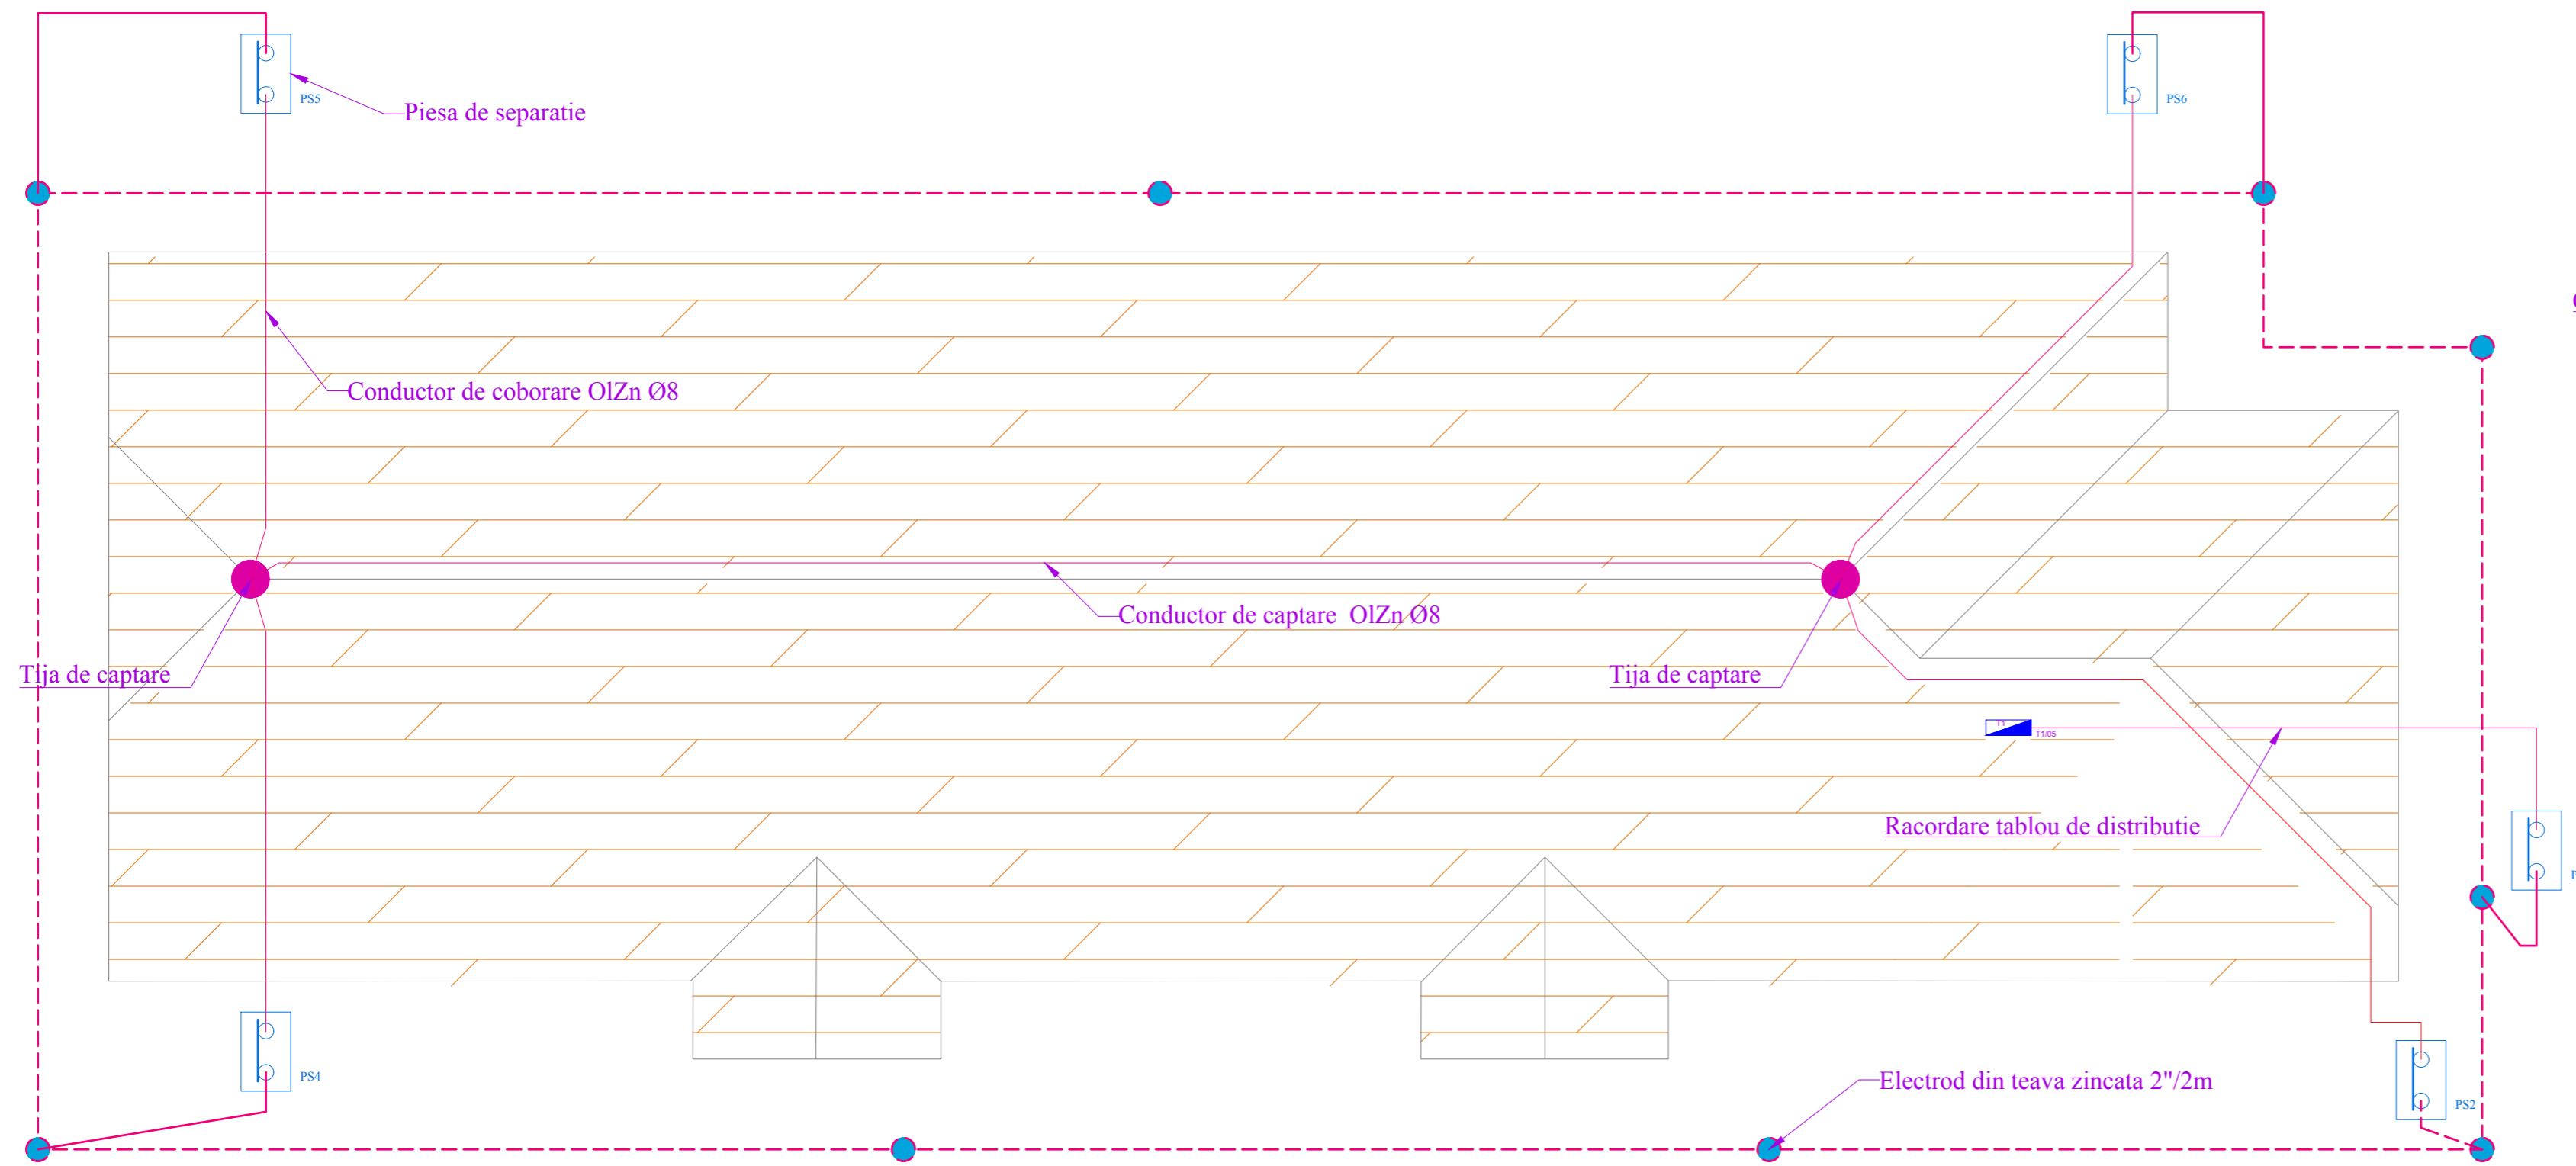 PS5
Piesa de separatie
PS6
Conductor de coborare OlZn Ø8
Conductor de captare OlZn Ø8
Tija de captare
Tija de captare
T1
T1/05
Racordare tablou de distributie
PS4
Electrod din teava zincata 2"/2m
PS2